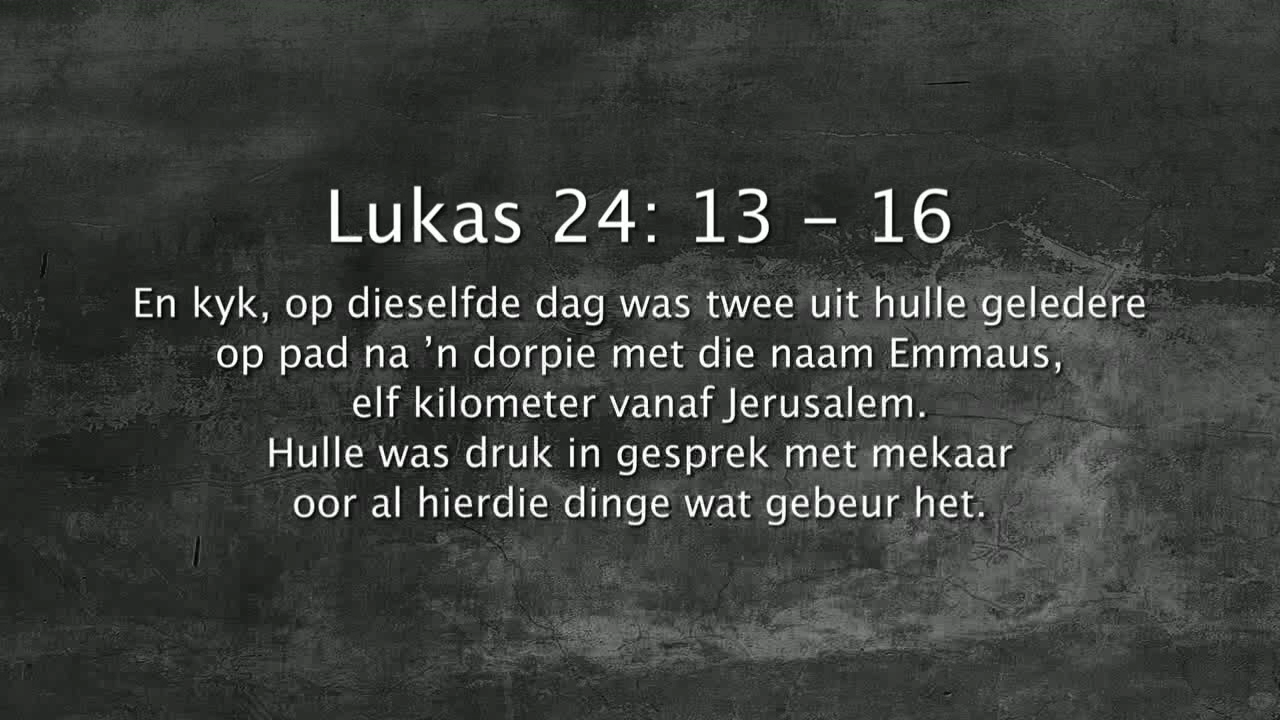 Lukas 24: 13 – 16
En kyk, op dieselfde dag was twee uit hulle geledere
op pad na ’n dorpie met die naam Emmaus,
elf kilometer vanaf Jerusalem.
Hulle was druk in gesprek met mekaar
oor al hierdie dinge wat gebeur het.